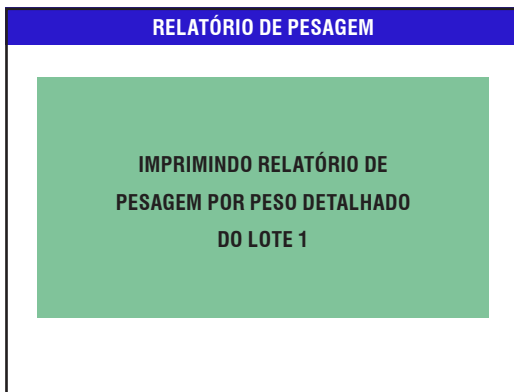 RELATÓRIO DE PESAGEM
IMPRIMINDO RELATÓRIO DE
PESAGEM POR PESO DETALHADO
DO LOTE 1